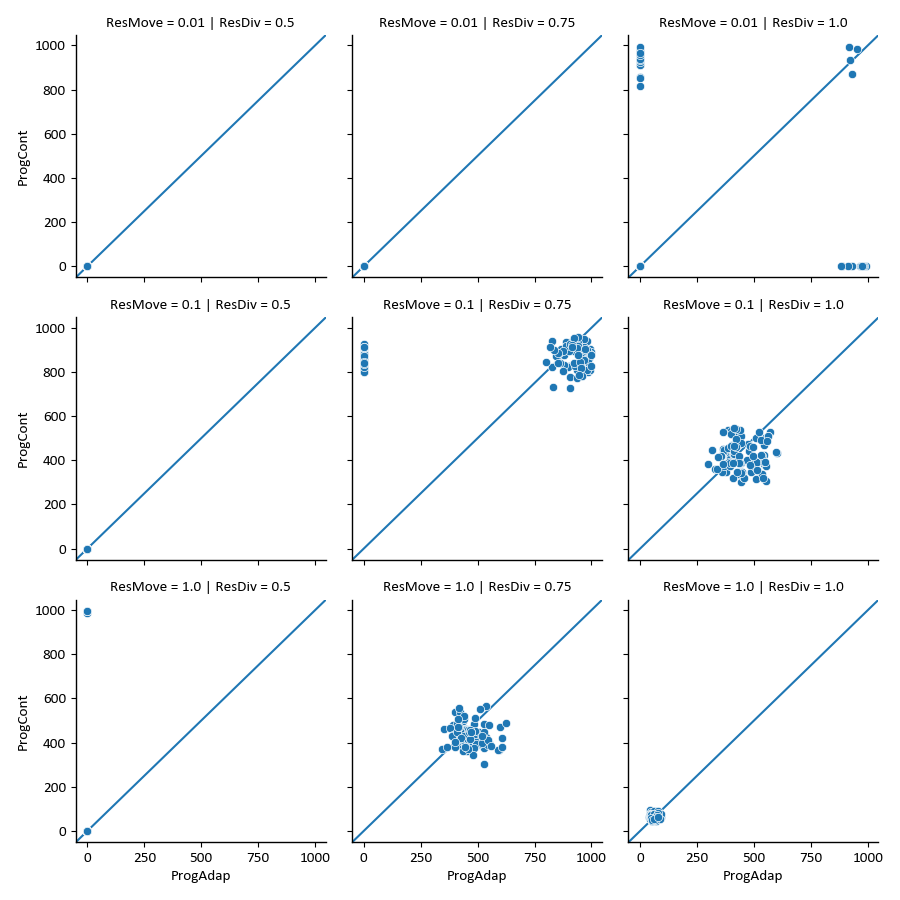 ResMove = 0.01 | ResDiv = 0.5
ResMove = 0.01 | ResDiv = 0.75
ResMove = 0.01 | ResDiv = 1.0
1000
800
600
400
200
0
ProgCont
ResMove = 0.1 | ResDiv = 0.5
ResMove = 0.1 | ResDiv = 0.75
ResMove = 0.1 | ResDiv = 1.0
1000
800
600
400
200
0
ProgCont
ResMove = 1.0 | ResDiv = 0.5
ResMove = 1.0 | ResDiv = 0.75
ResMove = 1.0 | ResDiv = 1.0
1000
800
600
400
200
0
ProgCont
0 250 500 750 1000
0 250 500 750 1000
0 250 500 750 1000
ProgAdap
ProgAdap
ProgAdap